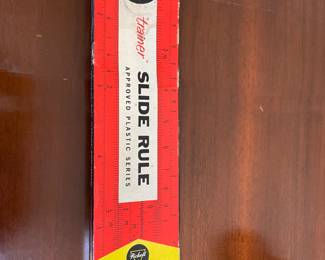 "trainer"
SLIDE RULE
APPROVED PLASTIC SERIES